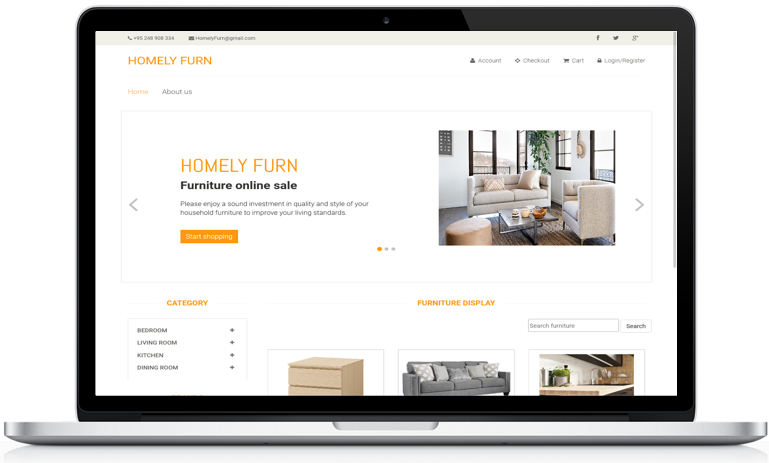 +95 248 908 334 HomelyFurn@gmail.com
HOMELY FURN
Account Checkout Cart Login/Register
Home About us
HOMELY FURN
Furniture online sale
Please enjoy a sound investment in quality and style of your
household furniture to improve your living standards.
Start shopping
CATEGORY
FURNITURE DISPLAY
Search furniture Search
BEDROOM
LIVING ROOM
KITCHEN
DINING ROOM